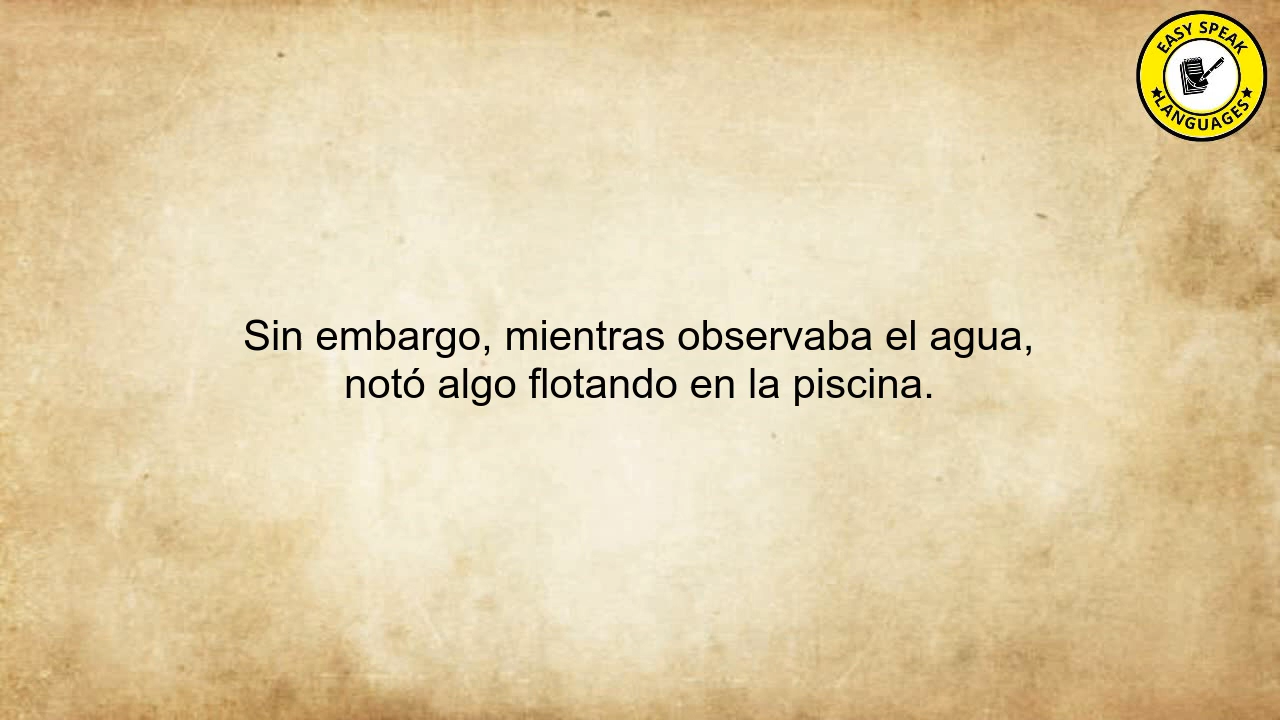 EASY SPEAK
LANGUAGES
Sin embargo, mientras observaba el agua,
notó algo flotando en la piscina.